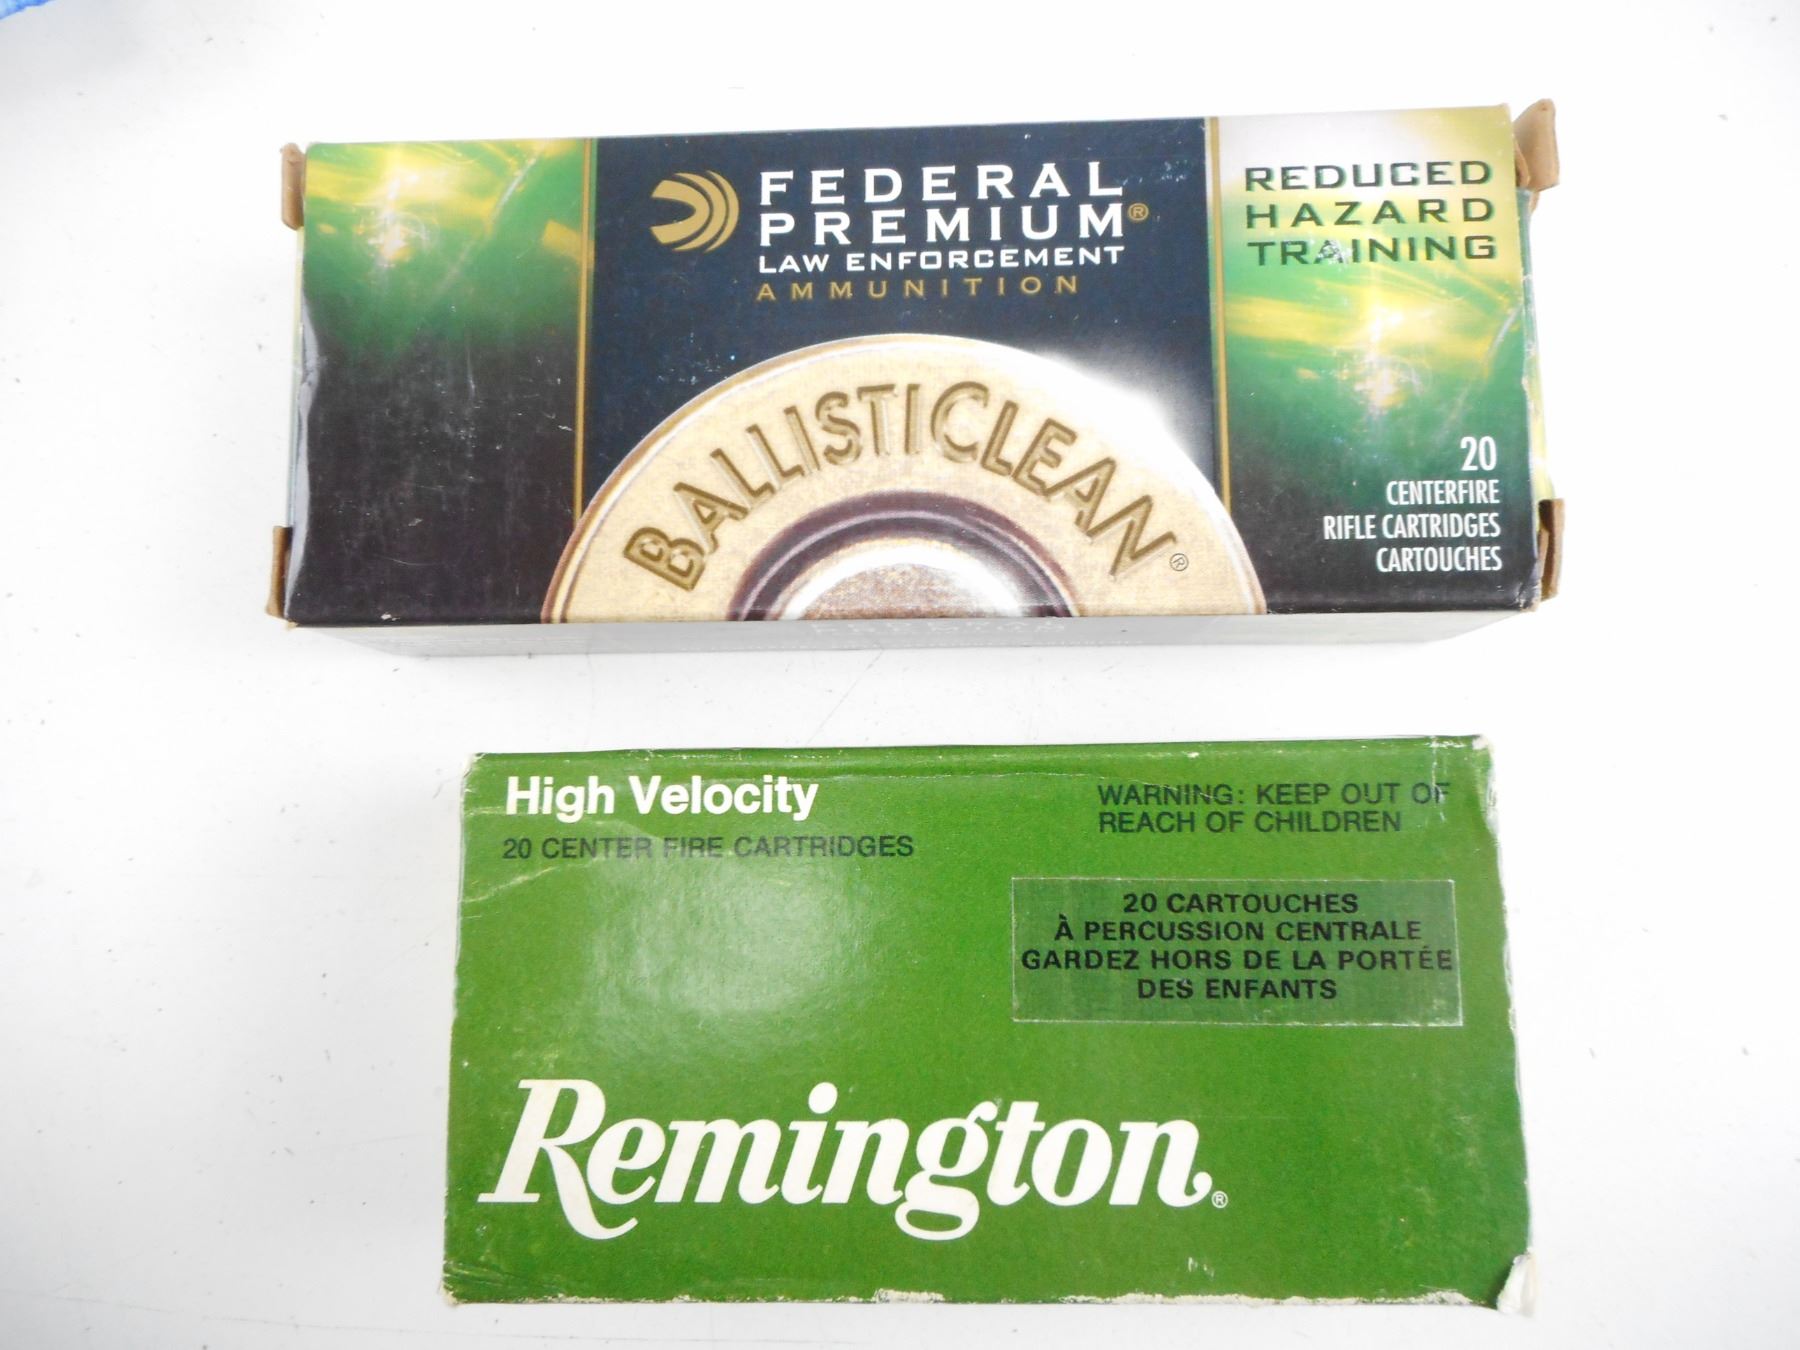 FEDERAL
PREMIUM®
LAW ENFORCEMENT
AMMUNITION
REDUCED
HAZARD
TRAINING
BALLISTICLEAN®
20
CENTERFIRE
RIFLE CARTRIDGES
CARTOUCHES
High Velocity
20 CENTER FIRE CARTRIDGES
WARNING: KEEP OUT OF
REACH OF CHILDREN
20 CARTOUCHES
À PERCUSSION CENTRALE
GARDEZ HORS DE LA PORTÉE
DES ENFANTS
Remington®